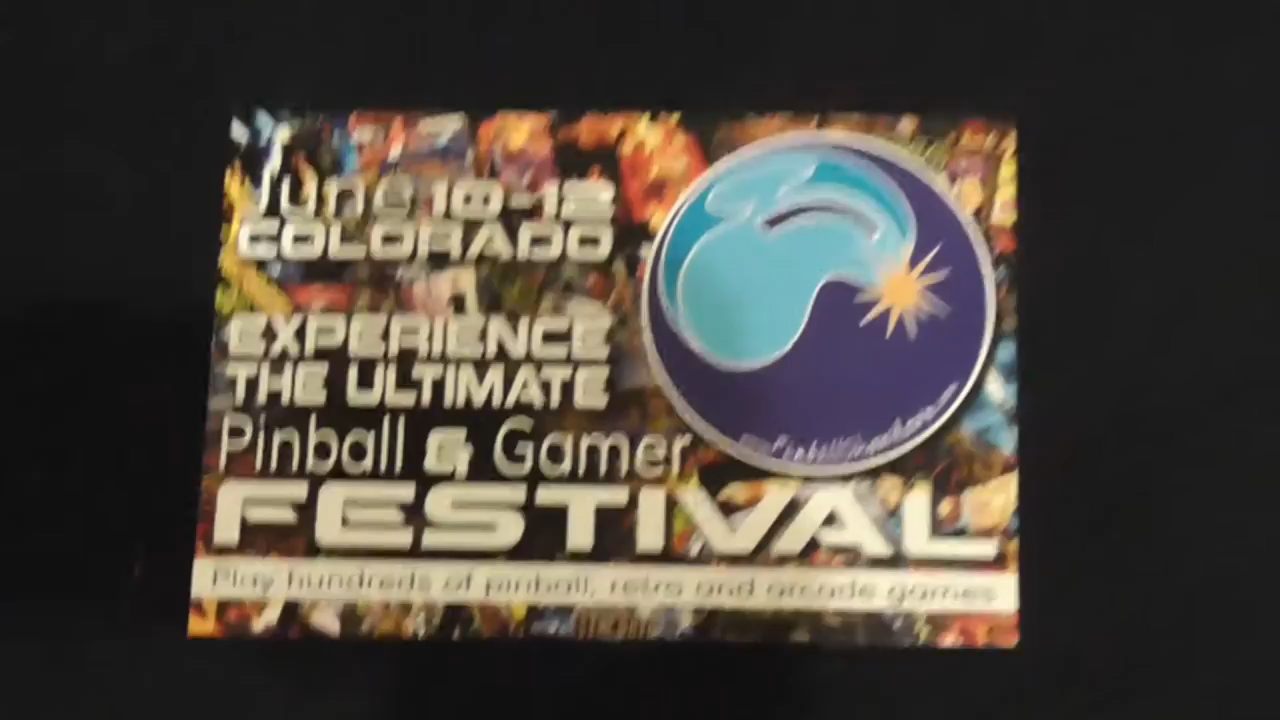 June 10-12
COLORADO
EXPERIENCE
THE ULTIMATE
Pinball & Gamer
FESTIVAL
Play hundreds of pinball, retro and arcade games